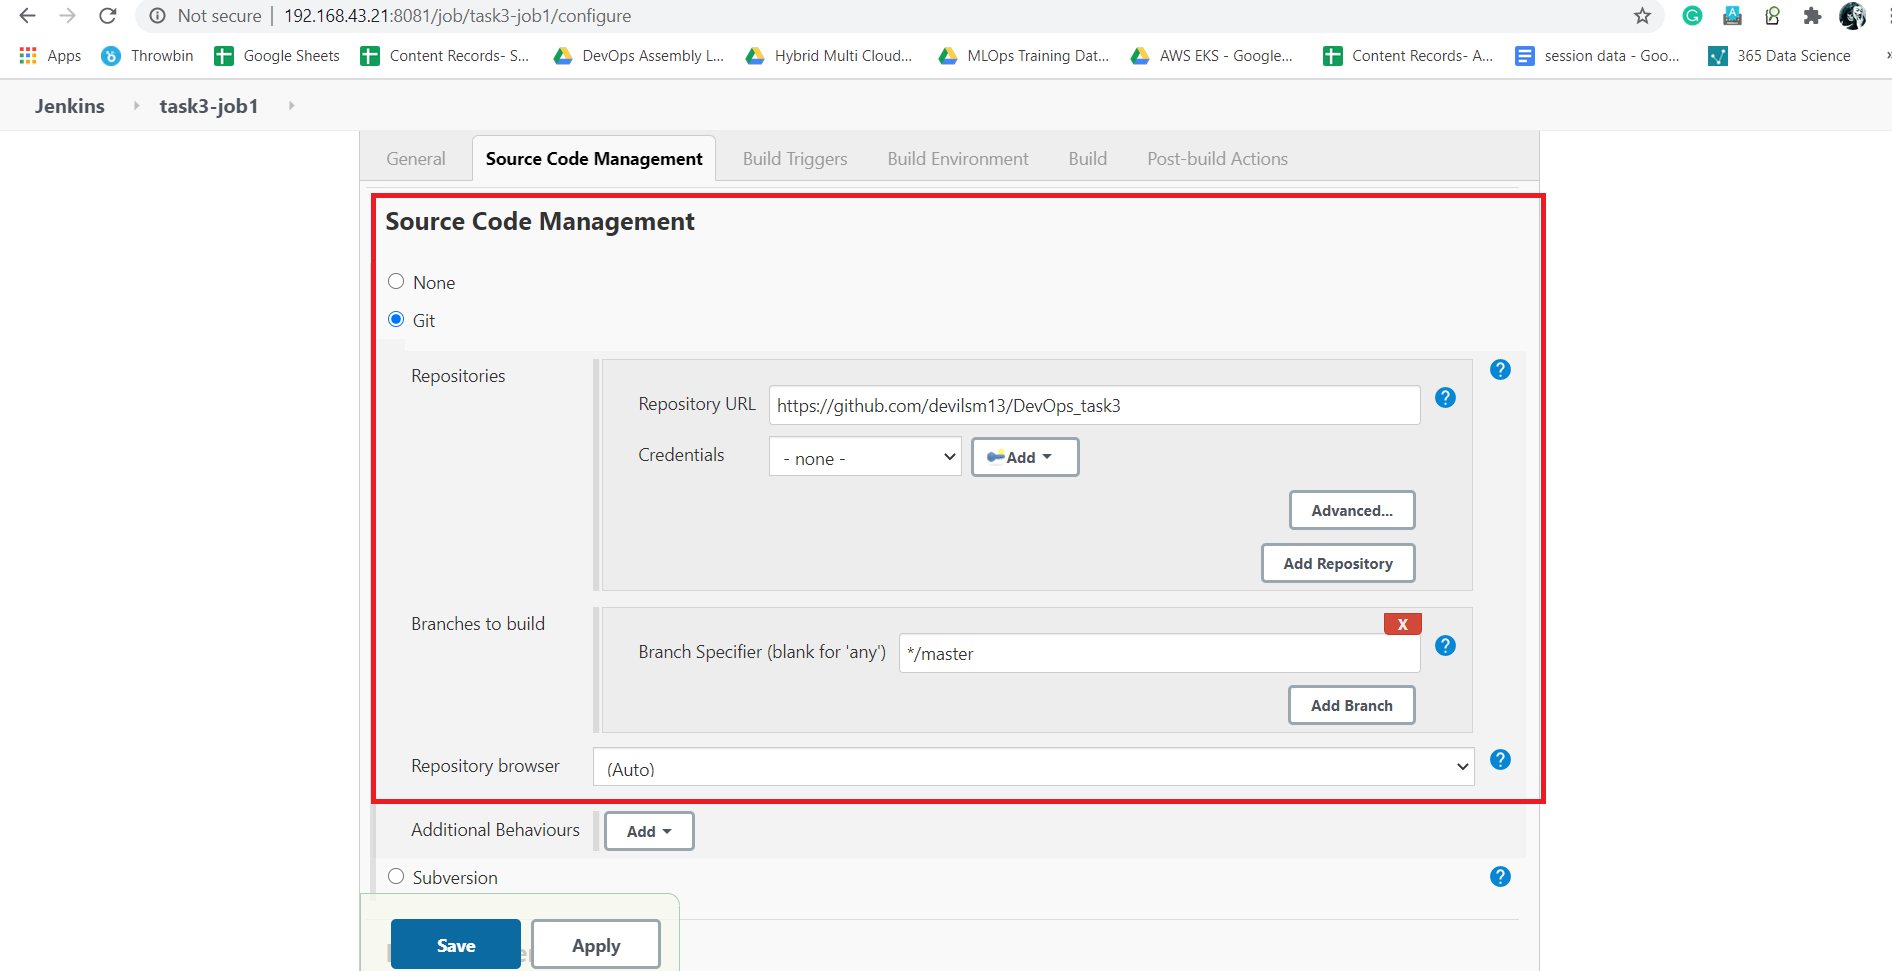 Not secure | 192.168.43.21:8081/job/task3-job1/configure
Apps Throwbin Google Sheets Content Records- S... DevOps Assembly L... Hybrid Multi Cloud... MLOps Training Dat... AWS EKS - Google... Content Records- A... session data - Goo... 365 Data Science »
Jenkins task3-job1
General Source Code Management Build Triggers Build Environment Build Post-build Actions
Source Code Management
None
Git
Repositories
Repository URL https://github.com/devilsm13/DevOps_task3
Credentials - none - Add
Advanced...
Add Repository
Branches to build
X
Branch Specifier (blank for 'any') */master
Add Branch
Repository browser (Auto)
Additional Behaviours Add
Subversion
Save Apply